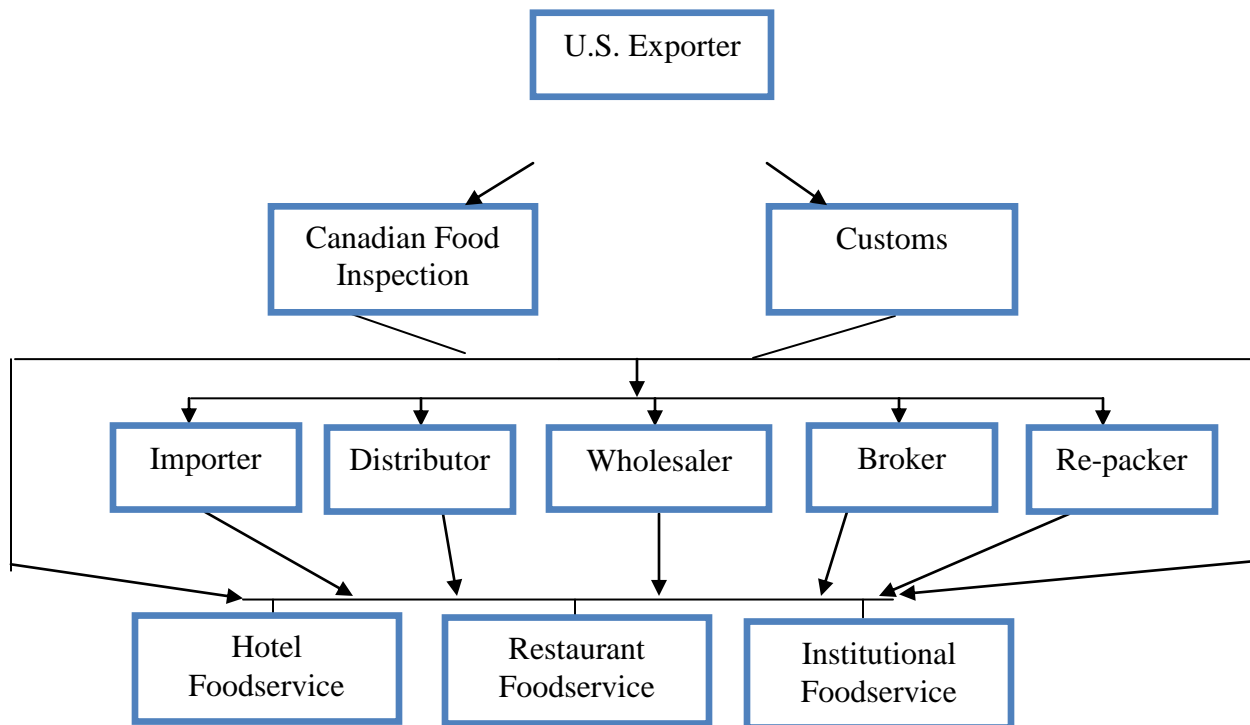 U.S. Exporter
Canadian Food
Inspection
Customs
Importer
Distributor
Wholesaler
Broker
Re-packer
Hotel
Foodservice
Restaurant
Foodservice
Institutional
Foodservice